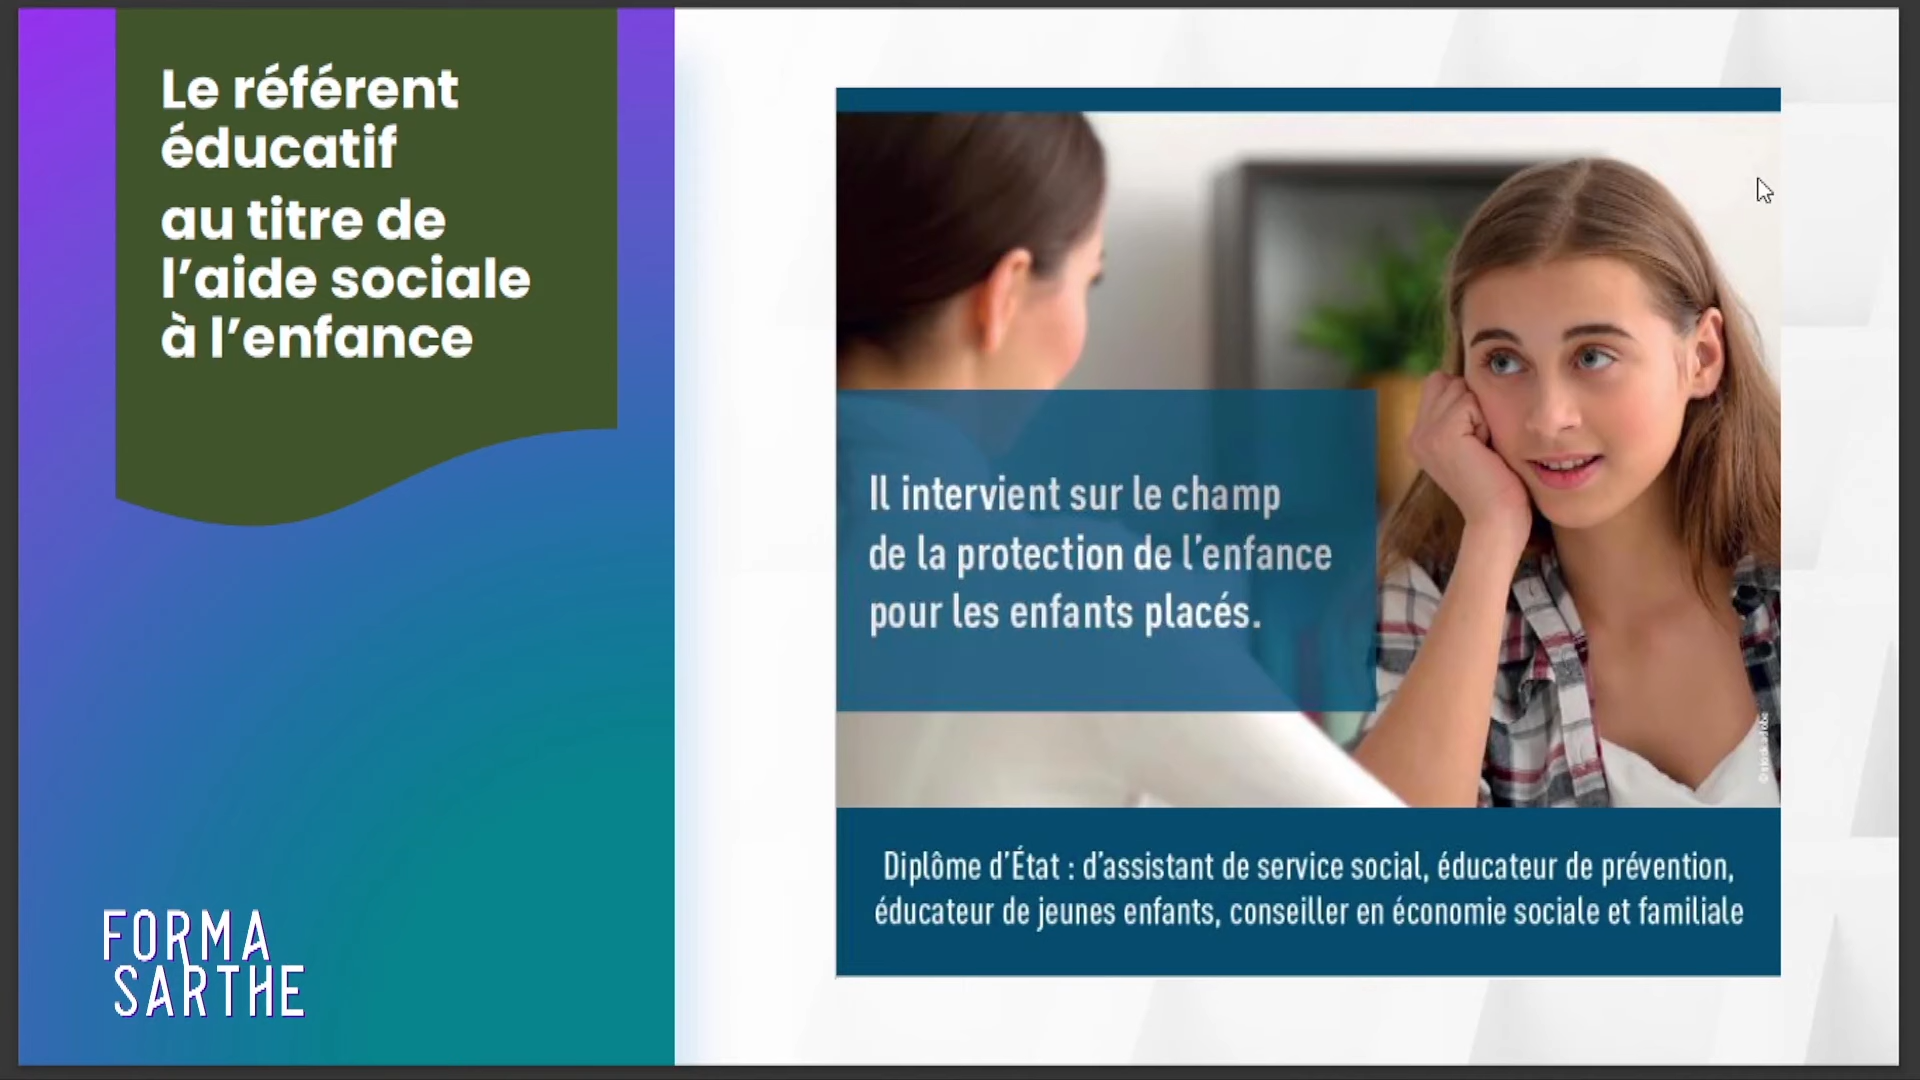 Le référent
éducatif
au titre de
l’aide sociale
à l’enfance
Il intervient sur le champ
de la protection de l’enfance
pour les enfants placés.
© stock adobe
Diplôme d’État : d’assistant de service social, éducateur de prévention,
éducateur de jeunes enfants, conseiller en économie sociale et familiale
FORMA
SARTHE